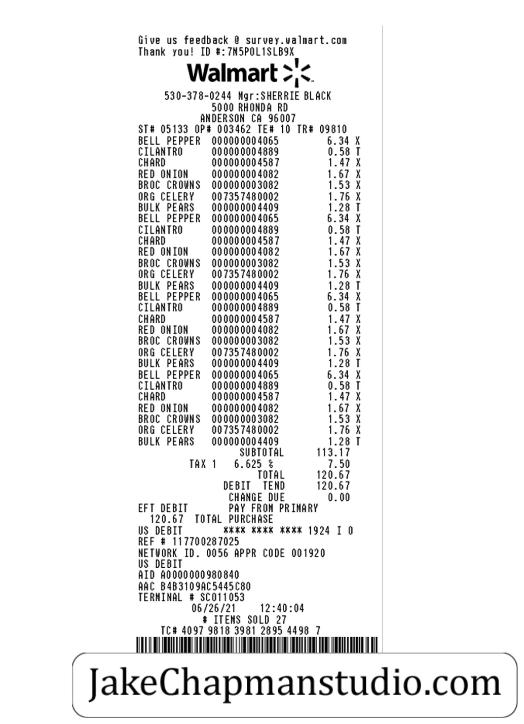 Give us feedback @ survey.walmart.com
Thank you! ID #:7N5P0L1SLB9X
Walmart
530-378-0244 Mgr:SHERRIE BLACK
5000 RHONDA RD
ANDERSON CA 96007
ST# 05133 OP# 003462 TE# 10 TR# 09810
BELL PEPPER 000000004065 6.34 X
CILANTRO 000000004889 0.58 T
CHARD 000000004587 1.47 X
RED ONION 000000004082 1.67 X
BROC CROWNS 000000003082 1.53 X
ORG CELERY 007357480002 1.76 X
BULK PEARS 000000004409 1.28 T
BELL PEPPER 000000004065 6.34 X
CILANTRO 000000004889 0.58 T
CHARD 000000004587 1.47 X
RED ONION 000000004082 1.67 X
BROC CROWNS 000000003082 1.53 X
ORG CELERY 007357480002 1.76 X
BULK PEARS 000000004409 1.28 T
BELL PEPPER 000000004065 6.34 X
CILANTRO 000000004889 0.58 T
CHARD 000000004587 1.47 X
RED ONION 000000004082 1.67 X
BROC CROWNS 000000003082 1.53 X
ORG CELERY 007357480002 1.76 X
BULK PEARS 000000004409 1.28 T
BELL PEPPER 000000004065 6.34 X
CILANTRO 000000004889 0.58 T
CHARD 000000004587 1.47 X
RED ONION 000000004082 1.67 X
BROC CROWNS 000000003082 1.53 X
ORG CELERY 007357480002 1.76 X
BULK PEARS 000000004409 1.28 T
SUBTOTAL 113.17
TAX 1 6.625 % 7.50
TOTAL 120.67
DEBIT TEND 120.67
CHANGE DUE 0.00
EFT DEBIT PAY FROM PRIMARY
120.67 TOTAL PURCHASE
US DEBIT **** **** **** 1924 I 0
REF # 117700287025
NETWORK ID. 0056 APPR CODE 001920
US DEBIT
AID A0000000980840
AAC B4B3109AC5445C80
TERMINAL # SC011053
06/26/21 12:40:04
# ITEMS SOLD 27
TC# 4097 9818 3981 2895 4498 7
JakeChapmanstudio.com